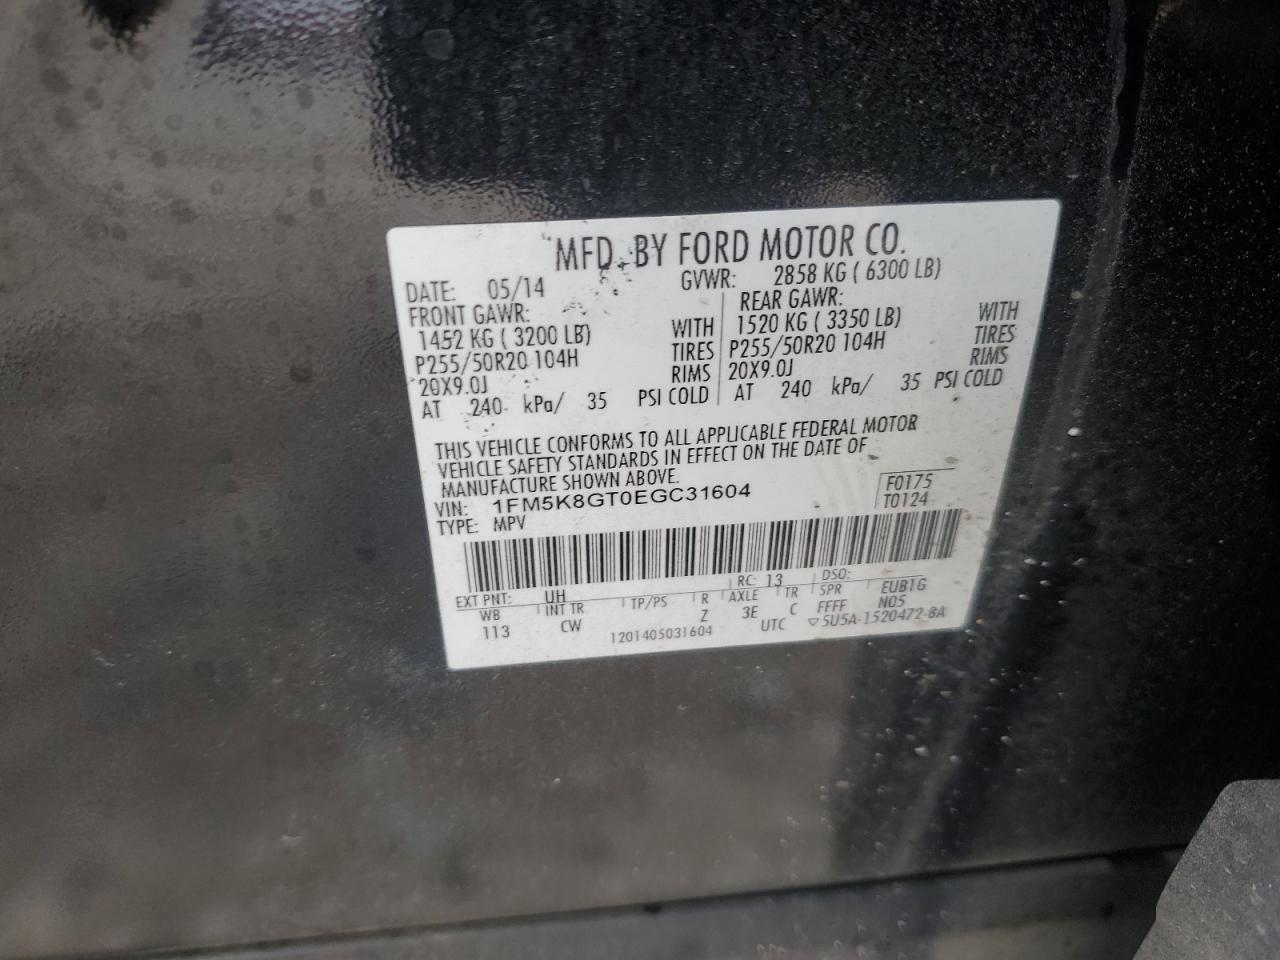 MFD. BY FORD MOTOR CO.
DATE: 05/14 GVWR: 2858 KG ( 6300 LB)
FRONT GAWR: REAR GAWR:
1452 KG ( 3200 LB) WITH 1520 KG ( 3350 LB) WITH
P255/50R20 104H TIRES P255/50R20 104H TIRES
20X9.0J RIMS 20X9.0J RIMS
AT 240 kPa/ 35 PSI COLD AT 240 kPa/ 35 PSI COLD
THIS VEHICLE CONFORMS TO ALL APPLICABLE FEDERAL MOTOR
VEHICLE SAFETY STANDARDS IN EFFECT ON THE DATE OF
MANUFACTURE SHOWN ABOVE.
VIN: 1FM5K8GT0EGC31604 F0175
TYPE: MPV T0124
EXT PNT: UH RC: 13 DSO:
WB INT TR TP/PS R AXLE TR SPR EUB1G
113 CW Z 3E C FFFF N05
1201405031604 UTC ▽5U5A-1520472-BA